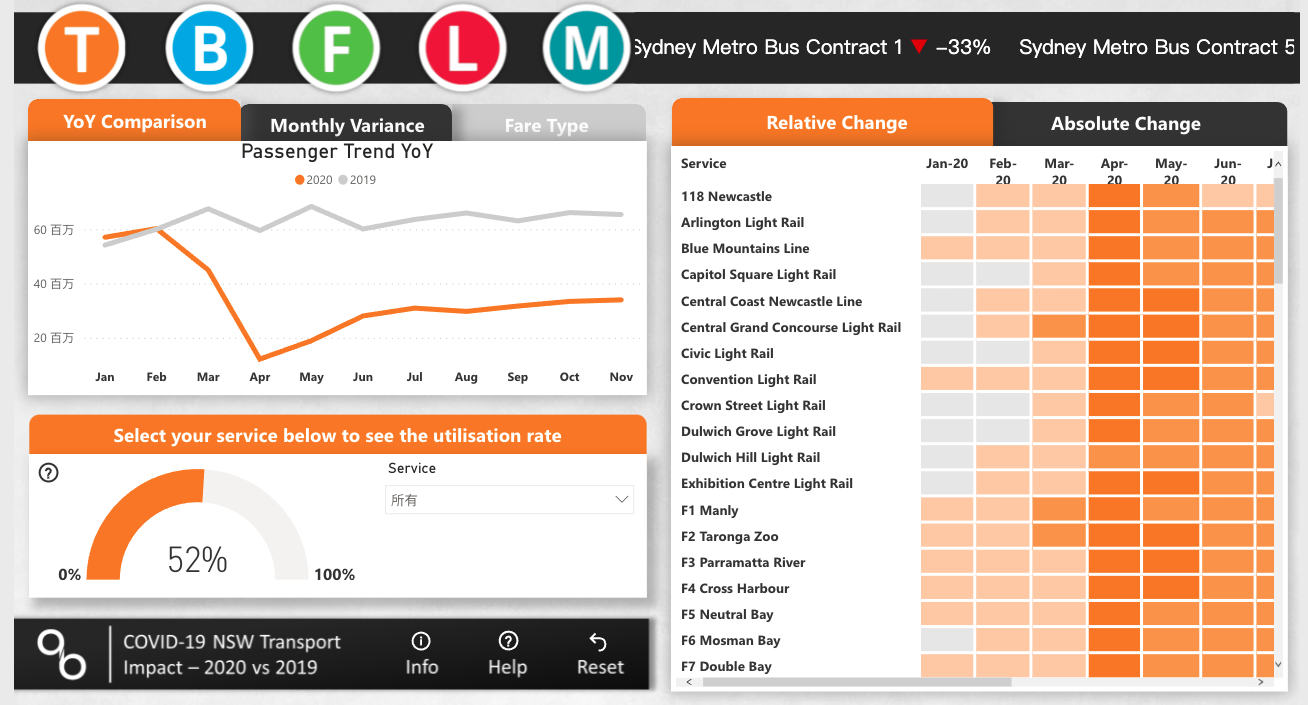 T B F L M
Sydney Metro Bus Contract 1 ▼ –33% Sydney Metro Bus Contract 5
YoY Comparison
Monthly Variance
Fare Type
Passenger Trend YoY
2020 2019
60 百万
40 百万
20 百万
Jan Feb Mar Apr May Jun Jul Aug Sep Oct Nov
Select your service below to see the utilisation rate
?
Service
所有
52%
0%
100%
COVID-19 NSW Transport
Impact – 2020 vs 2019
Info
Help
Reset
Relative Change
Absolute Change
Service Jan-20 Feb-20 Mar-20 Apr-20 May-20 Jun-20 J
118 Newcastle
Arlington Light Rail
Blue Mountains Line
Capitol Square Light Rail
Central Coast Newcastle Line
Central Grand Concourse Light Rail
Civic Light Rail
Convention Light Rail
Crown Street Light Rail
Dulwich Grove Light Rail
Dulwich Hill Light Rail
Exhibition Centre Light Rail
F1 Manly
F2 Taronga Zoo
F3 Parramatta River
F4 Cross Harbour
F5 Neutral Bay
F6 Mosman Bay
F7 Double Bay